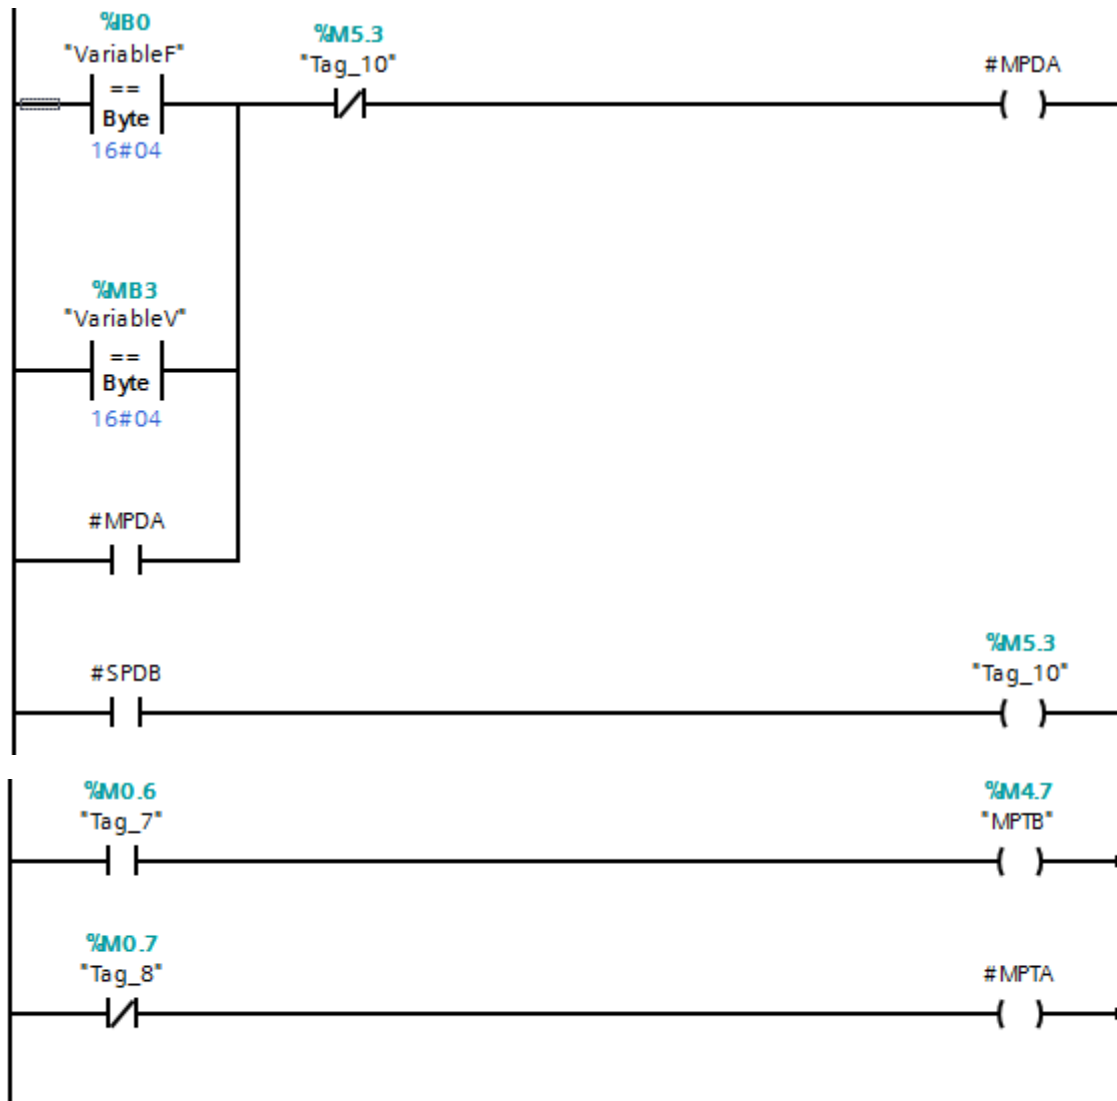 %IB0
"VariableF"
==
Byte
16#04
%M5.3
"Tag_10"
#MPDA
%MB3
"VariableV"
==
Byte
16#04
#MPDA
#SPDB
%M5.3
"Tag_10"
%M0.6
"Tag_7"
%M4.7
"MPTB"
%M0.7
"Tag_8"
#MPTA